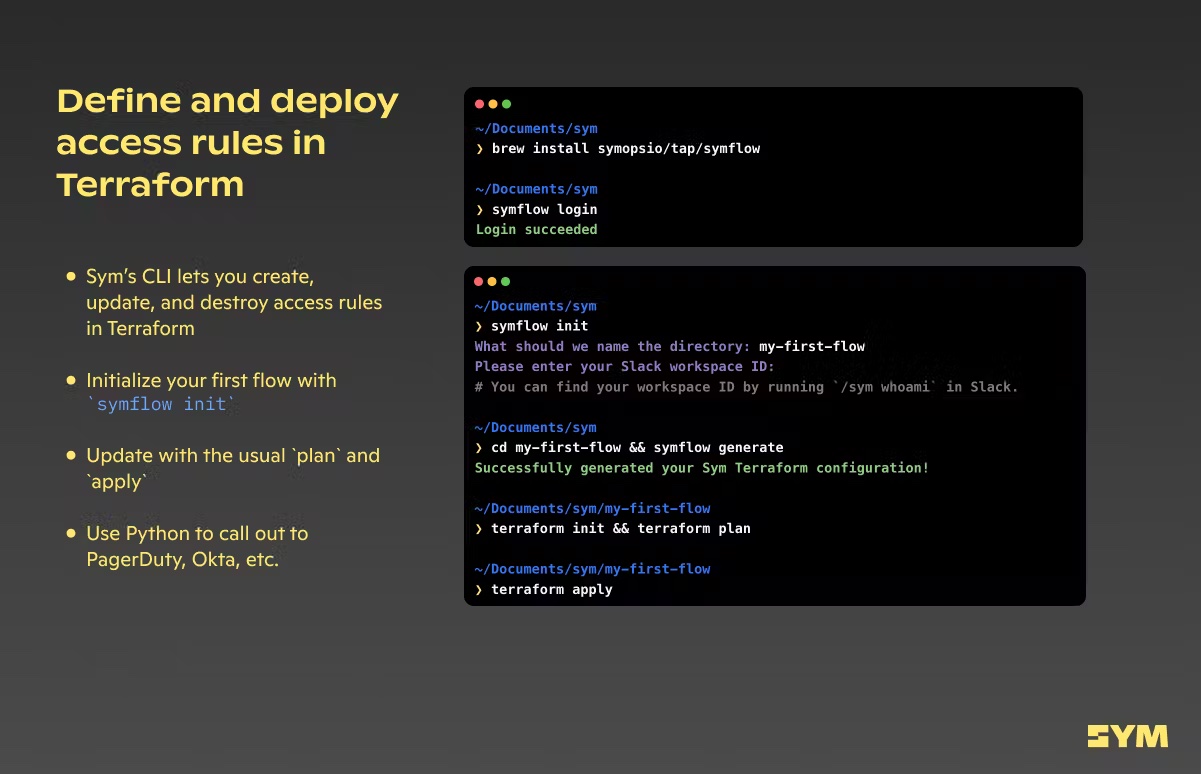 Define and deploy
access rules in
Terraform
• Sym’s CLI lets you create,
update, and destroy access rules
in Terraform
• Initialize your first flow with
`symflow init`
• Update with the usual `plan` and
`apply`
• Use Python to call out to
PagerDuty, Okta, etc.
~/Documents/sym
❯ brew install symopsio/tap/symflow
~/Documents/sym
❯ symflow login
Login succeeded
~/Documents/sym
❯ symflow init
What should we name the directory: my-first-flow
Please enter your Slack workspace ID:
# You can find your workspace ID by running `/sym whoami` in Slack.
~/Documents/sym
❯ cd my-first-flow && symflow generate
Successfully generated your Sym Terraform configuration!
~/Documents/sym/my-first-flow
❯ terraform init && terraform plan
~/Documents/sym/my-first-flow
❯ terraform apply
SYM